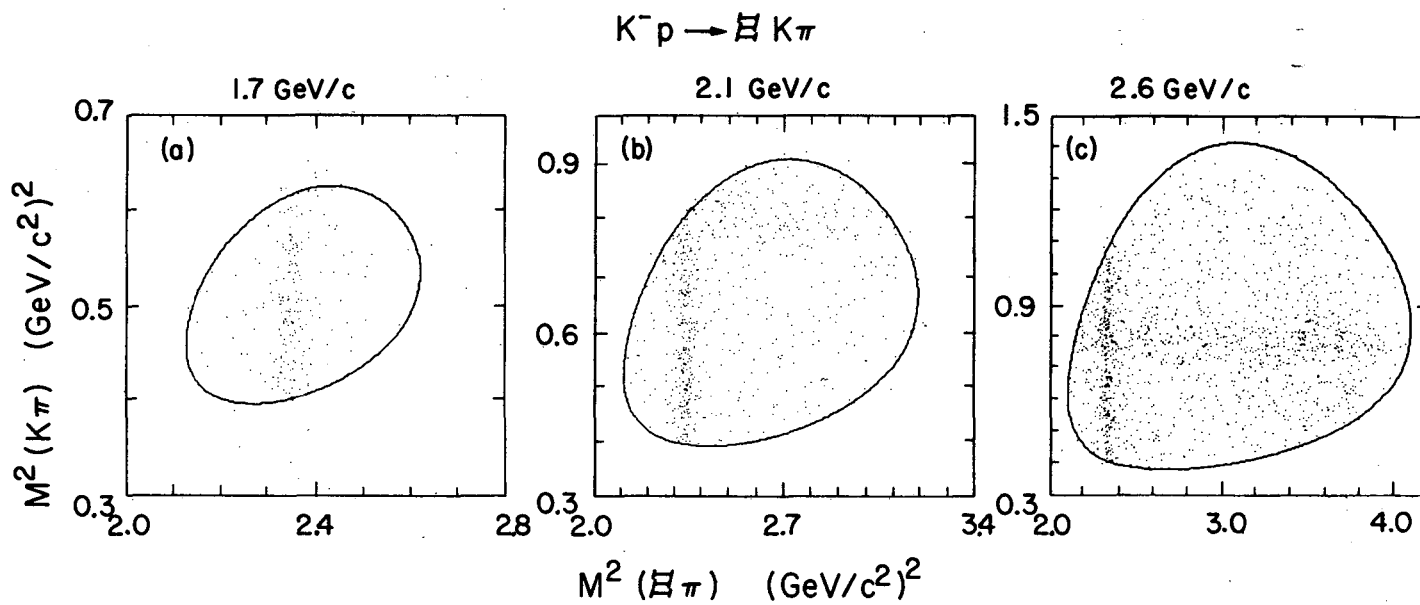 K⁻p → Ξ Kπ
1.7 GeV/c
2.1 GeV/c
2.6 GeV/c
(a)
(b)
(c)
M² (Kπ) (GeV/c²)²
0.7
0.5
0.3
2.0 2.4 2.8
0.9
0.6
0.3
2.0 2.7 3.4
1.5
0.9
0.3
2.0 3.0 4.0
M² (Ξπ) (GeV/c²)²